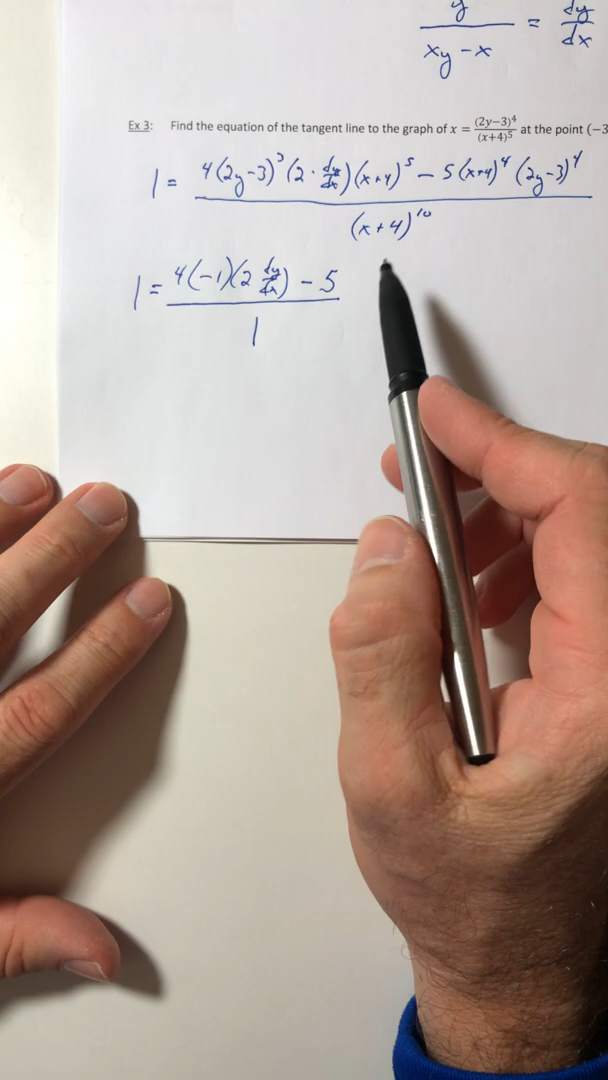 y/(xy - x) = dy/dx
Ex 3: Find the equation of the tangent line to the graph of x = (2y−3)⁴/(x+4)⁵ at the point (−3
1 = (4(2y-3)³(2 · dy/dx)(x+4)⁵ - 5(x+4)⁴(2y-3)⁴)/(x+4)¹⁰
1 = (4(-1)(2 dy/dx) - 5)/1